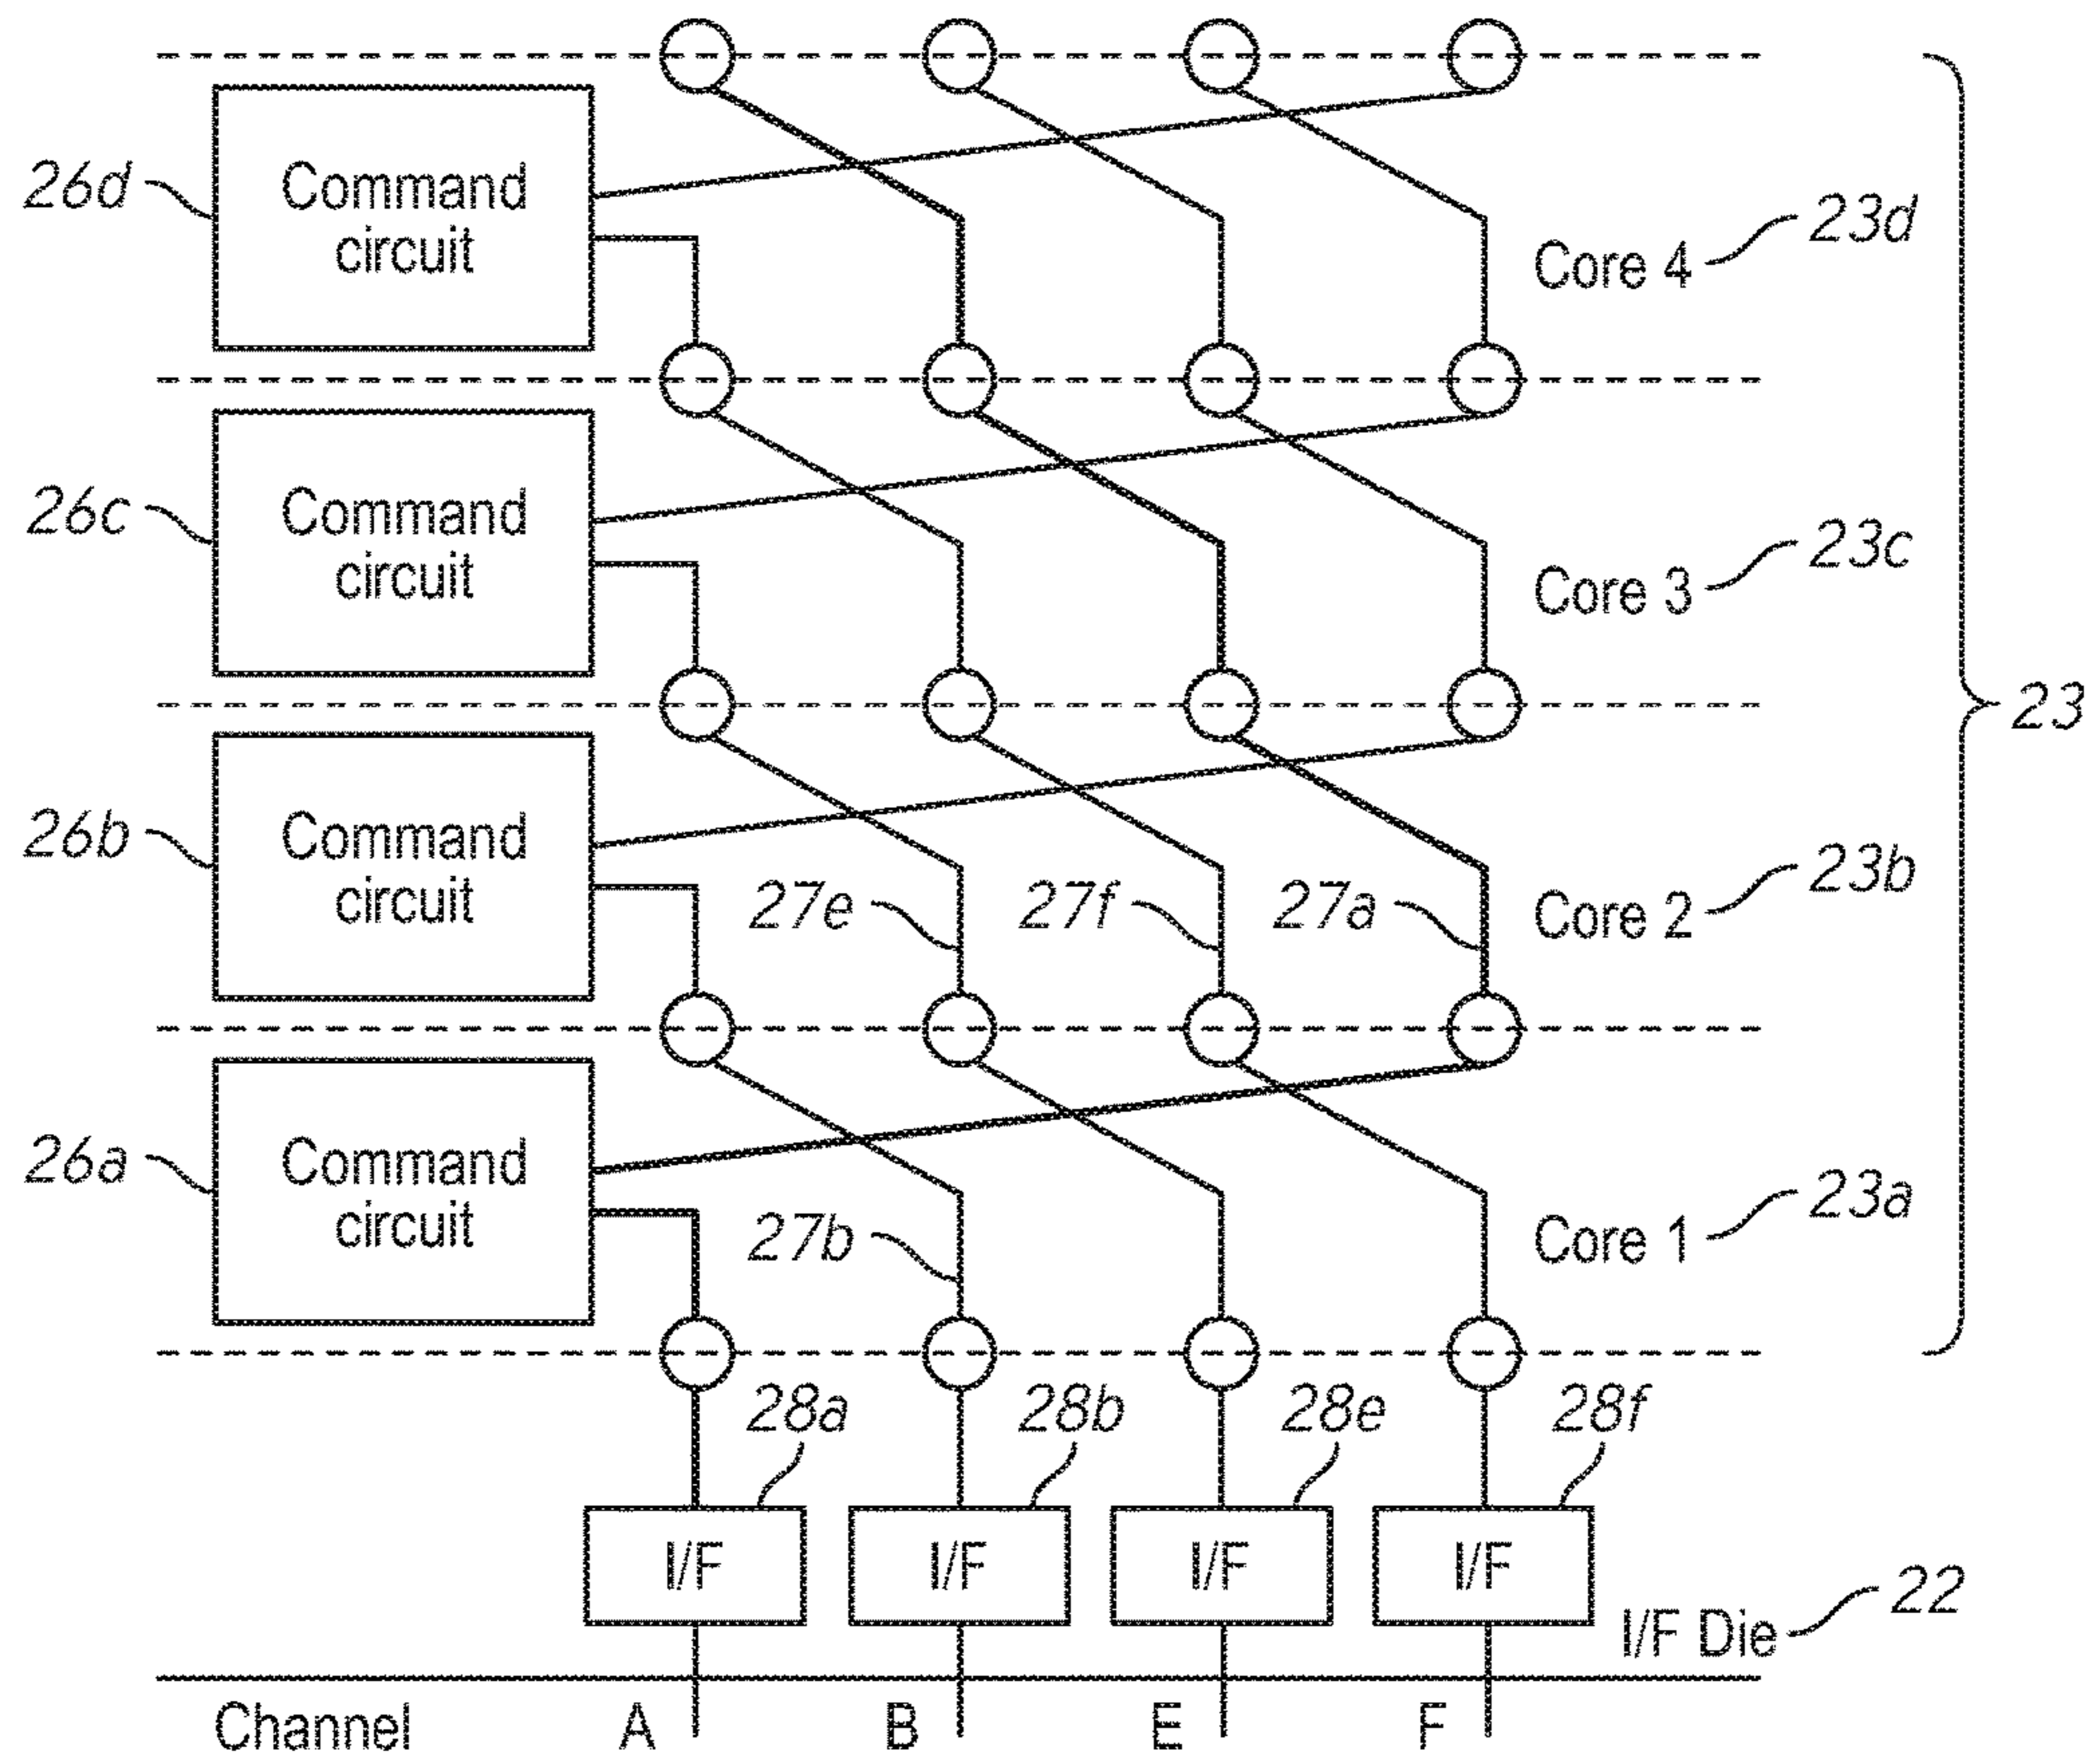 26d
Command
circuit
Core 4
23d
26c
Command
circuit
Core 3
23c
23
26b
Command
circuit
27e
27f
27a
Core 2
23b
26a
Command
circuit
27b
Core 1
23a
28a
28b
28e
28f
I/F
I/F
I/F
I/F
I/F Die
22
Channel
A
B
E
F